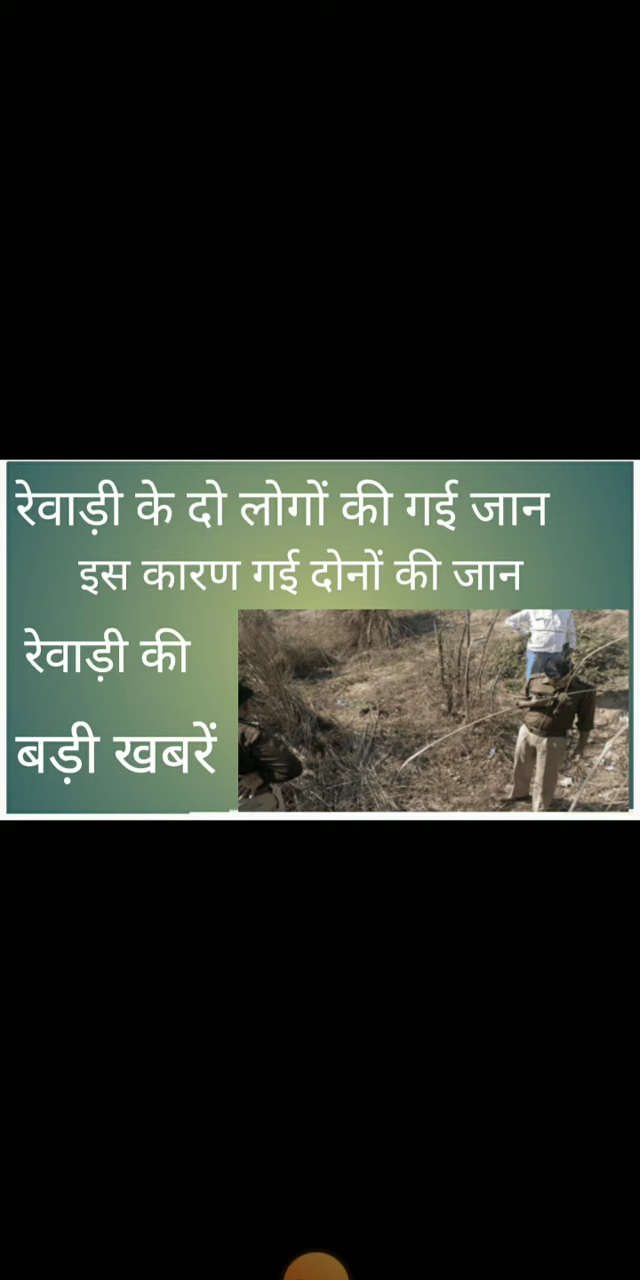 रेवाड़ी के दो लोगों की गई जान
इस कारण गई दोनों की जान
रेवाड़ी की
बड़ी खबरें